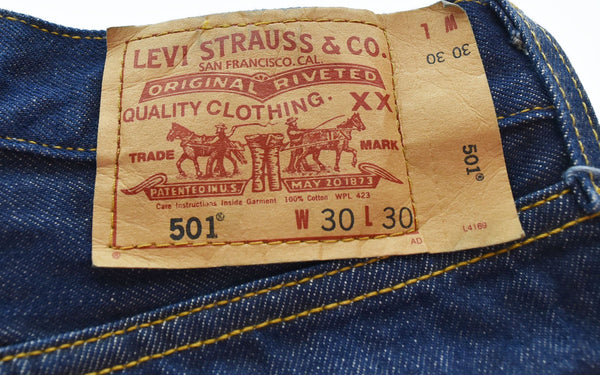 LEVI STRAUSS & CO.
SAN FRANCISCO, CAL.
ORIGINAL RIVETED
QUALITY CLOTHING. XX
TRADE MARK
PATENTED IN U.S. MAY 20 1873
Care Instructions Inside Garment 100% Cotton WPL 423
501® W 30 L 30
® AD L4169
W L
30 30
501®